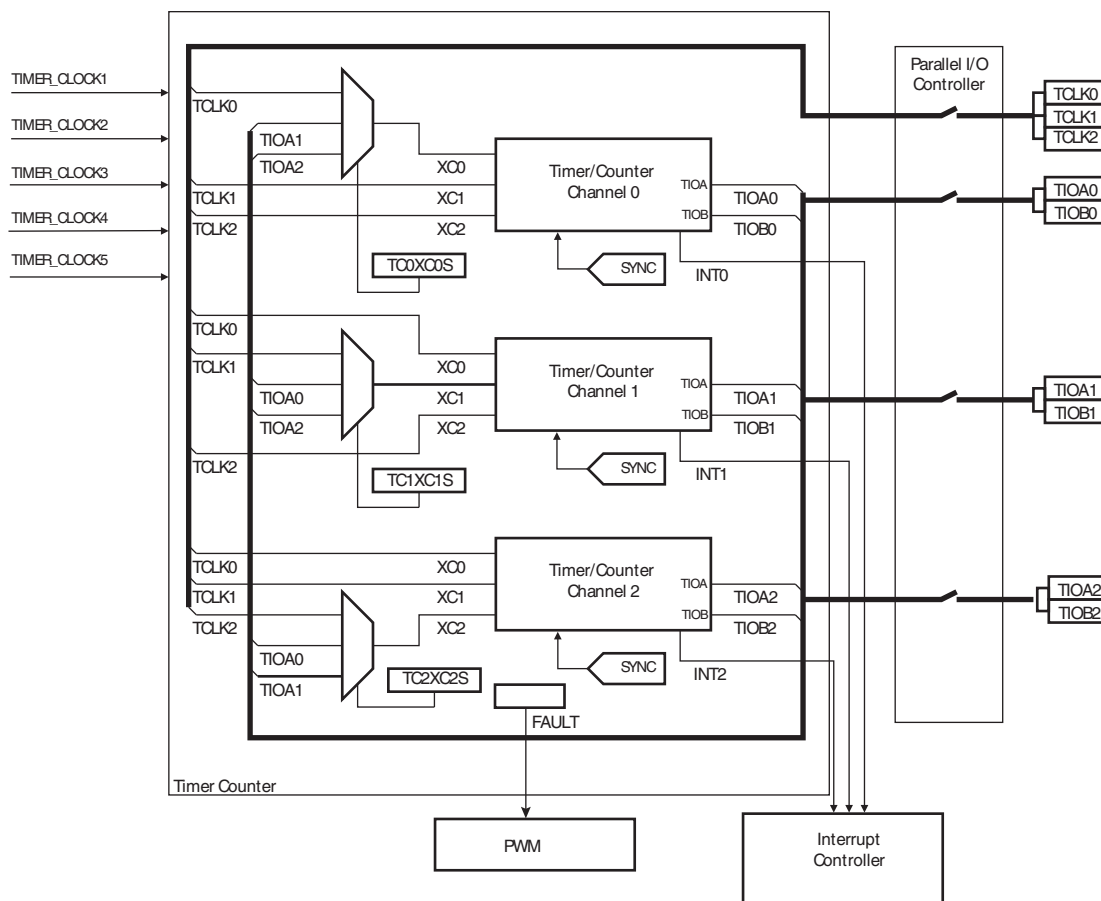 TIMER_CLOCK1
TIMER_CLOCK2
TIMER_CLOCK3
TIMER_CLOCK4
TIMER_CLOCK5
TCLK0
TIOA1
TIOA2
TCLK1
TCLK2
XC0
XC1
XC2
TC0XC0S
Timer/Counter
Channel 0
TIOA
TIOB
TIOA0
TIOB0
SYNC
INT0
TCLK0
TCLK1
TIOA0
TIOA2
TCLK2
XC0
XC1
XC2
TC1XC1S
Timer/Counter
Channel 1
TIOA
TIOB
TIOA1
TIOB1
SYNC
INT1
TCLK0
TCLK1
TCLK2
TIOA0
TIOA1
XC0
XC1
XC2
TC2XC2S
Timer/Counter
Channel 2
TIOA
TIOB
TIOA2
TIOB2
SYNC
INT2
FAULT
Timer Counter
PWM
Interrupt
Controller
Parallel I/O
Controller
TCLK0
TCLK1
TCLK2
TIOA0
TIOB0
TIOA1
TIOB1
TIOA2
TIOB2